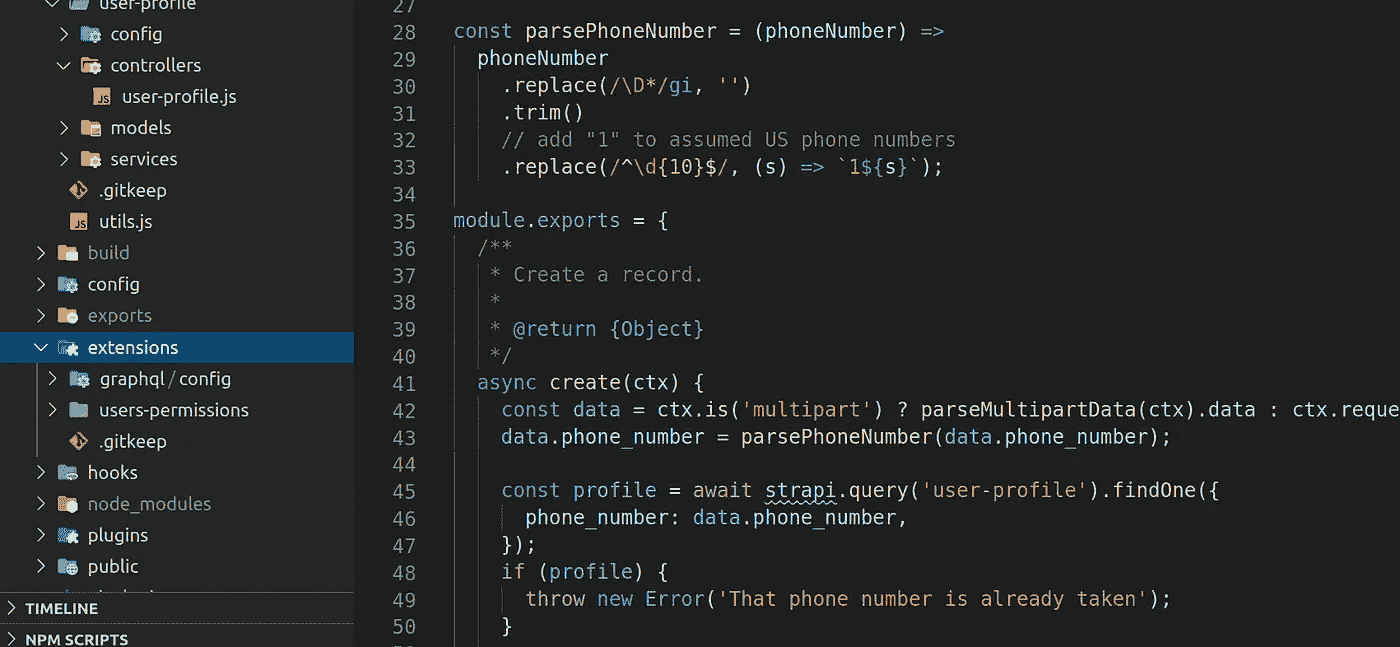 user-profile
config
controllers
user-profile.js
models
services
.gitkeep
utils.js
build
config
exports
extensions
graphql / config
users-permissions
.gitkeep
hooks
node_modules
plugins
public
TIMELINE
NPM SCRIPTS
27
28 const parsePhoneNumber = (phoneNumber) =>
29 phoneNumber
30 .replace(/\D*/gi, '')
31 .trim()
32 // add "1" to assumed US phone numbers
33 .replace(/^\d{10}$/, (s) => `1${s}`);
34
35 module.exports = {
36 /**
37 * Create a record.
38 *
39 * @return {Object}
40 */
41 async create(ctx) {
42 const data = ctx.is('multipart') ? parseMultipartData(ctx).data : ctx.reque
43 data.phone_number = parsePhoneNumber(data.phone_number);
44
45 const profile = await strapi.query('user-profile').findOne({
46 phone_number: data.phone_number,
47 });
48 if (profile) {
49 throw new Error('That phone number is already taken');
50 }